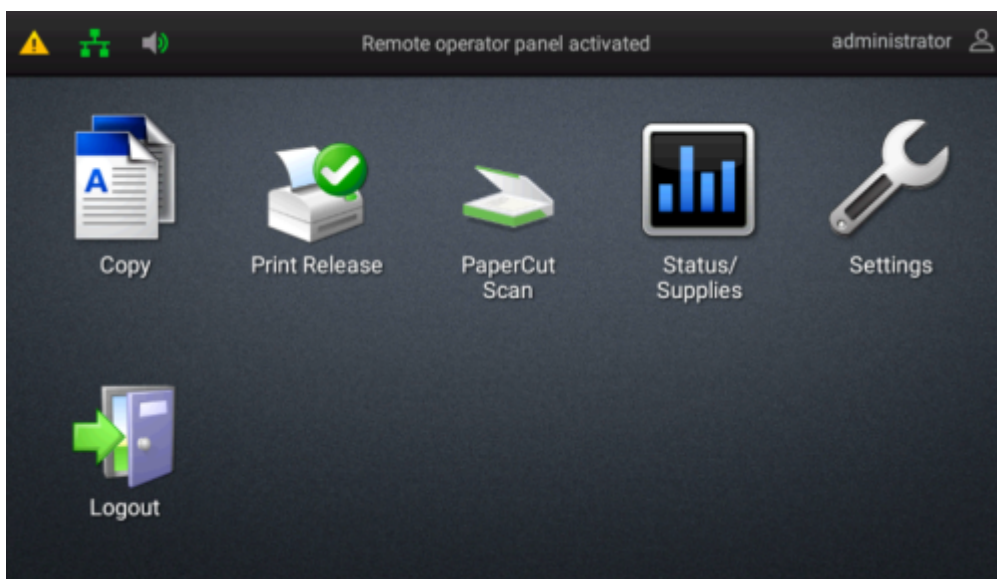 Remote operator panel activated
administrator
A
Copy
Print Release
PaperCut
Scan
Status/
Supplies
Settings
Logout